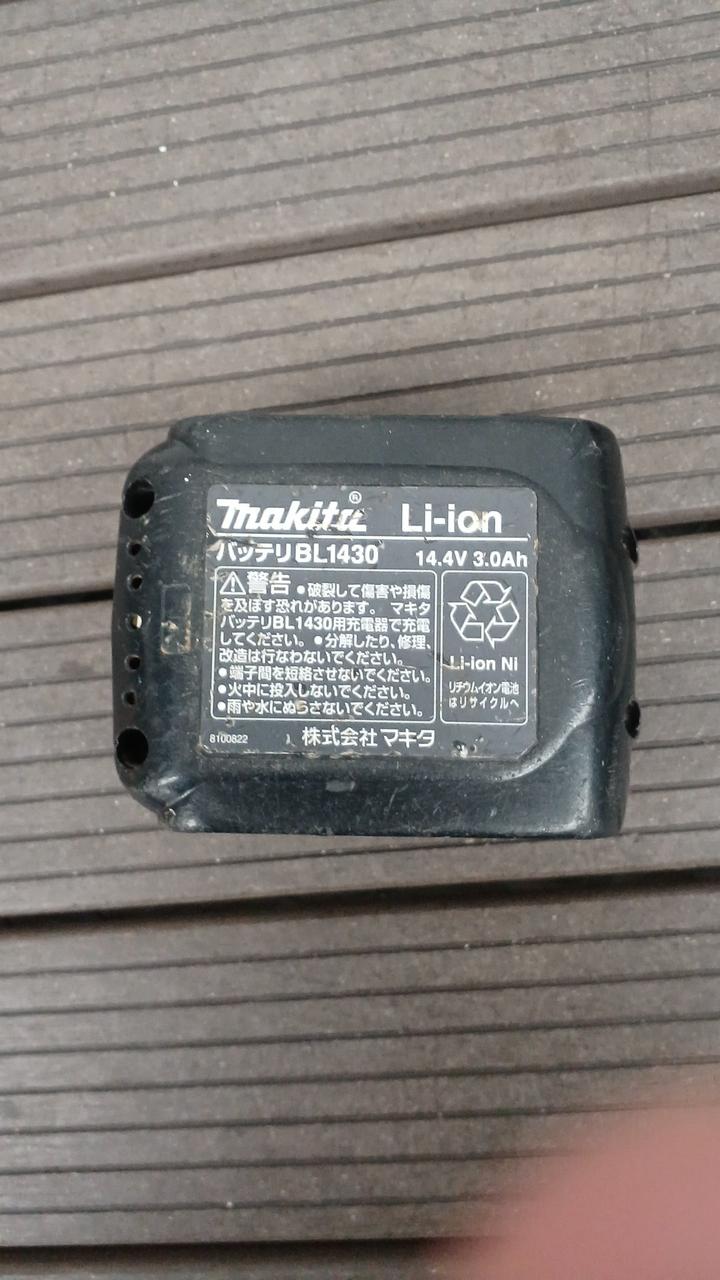 makita® Li-ion
バッテリBL1430 14.4V 3.0Ah
⚠警告 ●破裂して傷害や損傷
を及ぼす恐れがあります。 マキタ
バッテリBL1430用充電器で充電
してください。●分解したり、修理、
改造は行なわないでください。
●端子間を短絡させないでください。
●火中に投入しないでください。
●雨や水にぬらさないでください。
Li-ion Ni
リチウムイオン電池
はリサイクルへ
8100822
株式会社 マキタ